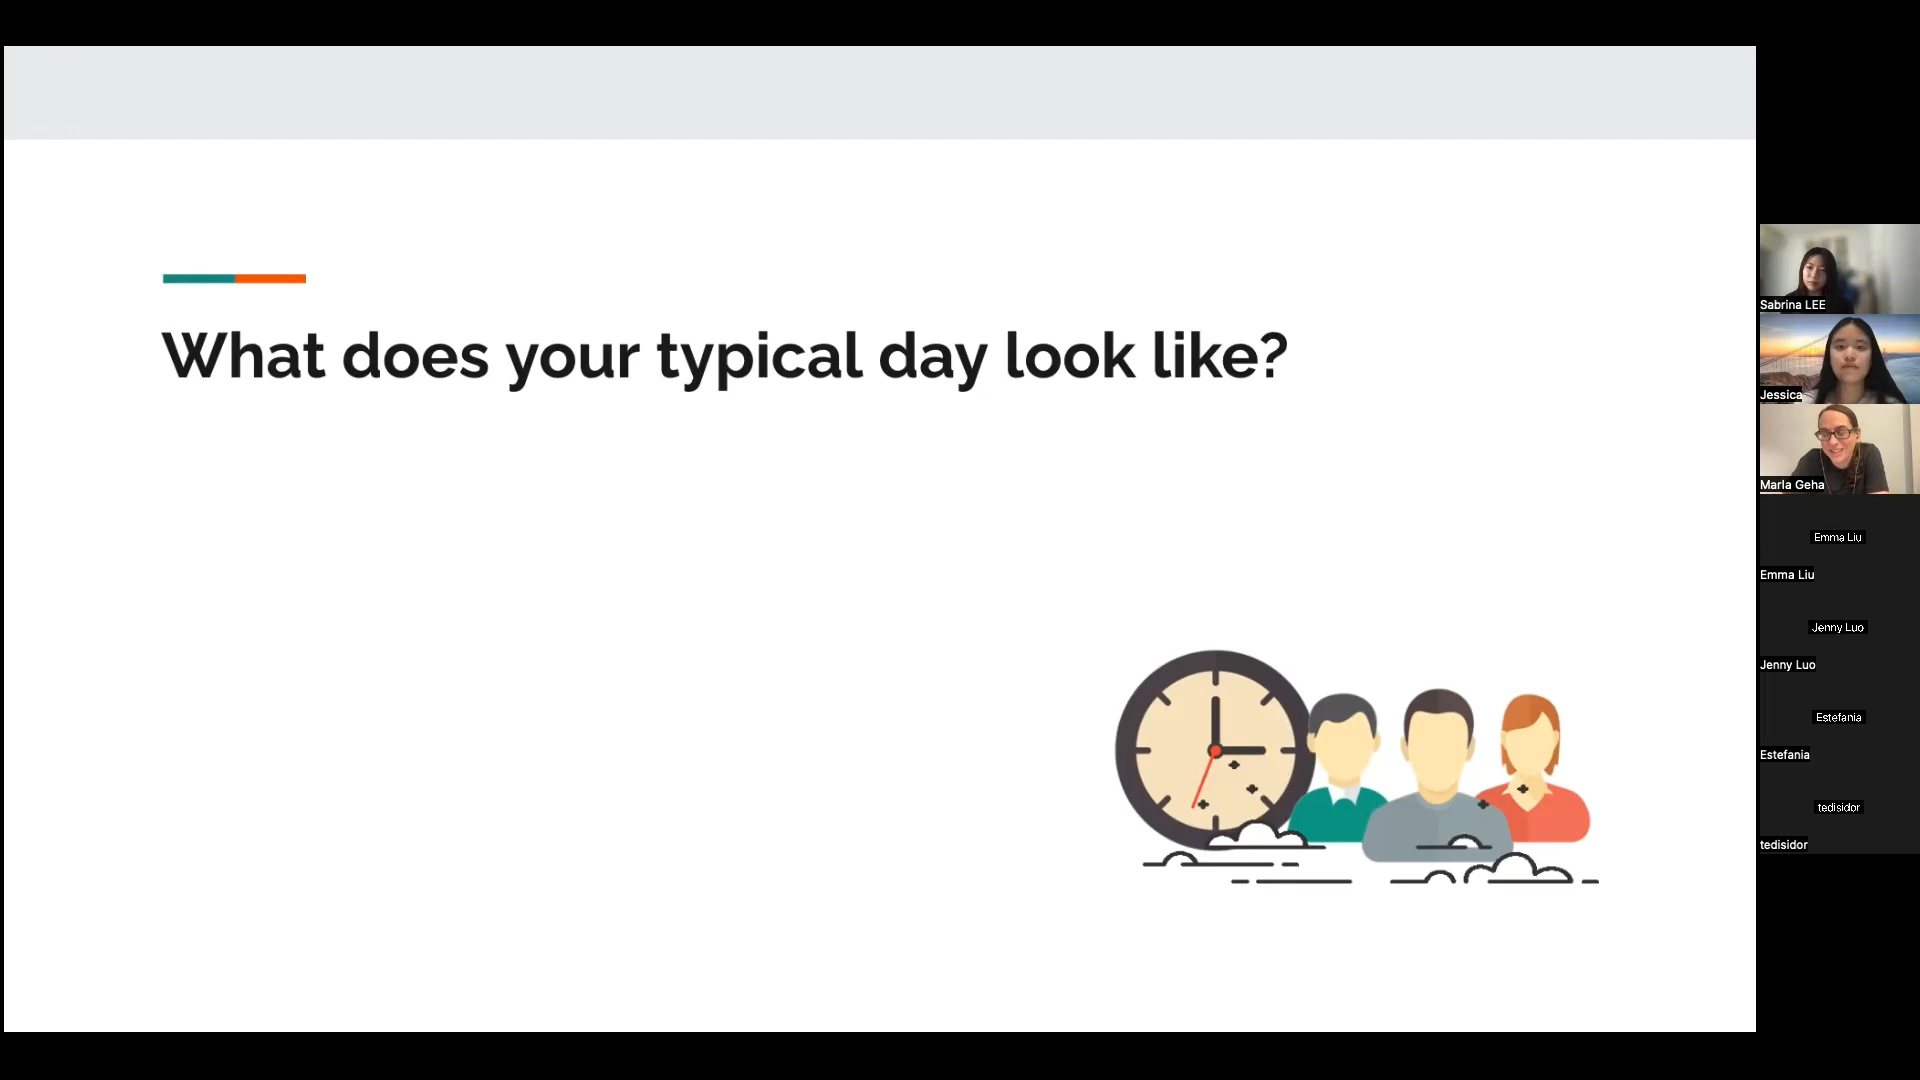 What does your typical day look like?
Sabrina LEE
Jessica
Marla Geha
Emma Liu
Emma Liu
Jenny Luo
Jenny Luo
Estefania
Estefania
tedisidor
tedisidor